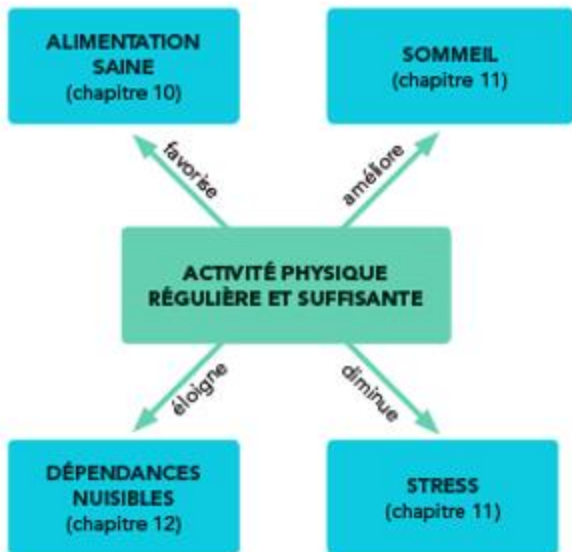 ALIMENTATION
SAINE
(chapitre 10)
SOMMEIL
(chapitre 11)
favorise
améliore
ACTIVITÉ PHYSIQUE
RÉGULIÈRE ET SUFFISANTE
éloigne
diminue
DÉPENDANCES
NUISIBLES
(chapitre 12)
STRESS
(chapitre 11)